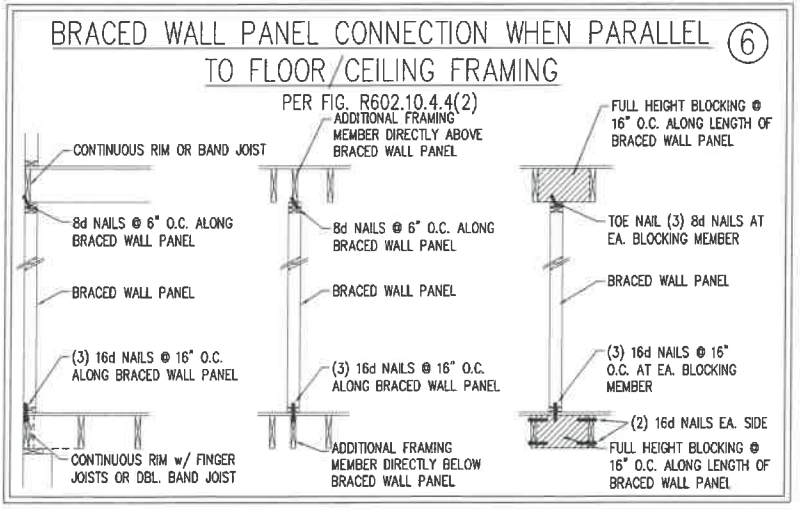 BRACED WALL PANEL CONNECTION WHEN PARALLEL
TO FLOOR/CEILING FRAMING
6
PER FIG. R602.10.4.4(2)
CONTINUOUS RIM OR BAND JOIST
8d NAILS @ 6" O.C. ALONG
BRACED WALL PANEL
BRACED WALL PANEL
(3) 16d NAILS @ 16" O.C.
ALONG BRACED WALL PANEL
CONTINUOUS RIM w/ FINGER
JOISTS OR DBL. BAND JOIST
ADDITIONAL FRAMING
MEMBER DIRECTLY ABOVE
BRACED WALL PANEL
8d NAILS @ 6" O.C. ALONG
BRACED WALL PANEL
BRACED WALL PANEL
(3) 16d NAILS @ 16" O.C.
ALONG BRACED WALL PANEL
ADDITIONAL FRAMING
MEMBER DIRECTLY BELOW
BRACED WALL PANEL
FULL HEIGHT BLOCKING @
16" O.C. ALONG LENGTH OF
BRACED WALL PANEL
TOE NAIL (3) 8d NAILS AT
EA. BLOCKING MEMBER
BRACED WALL PANEL
(3) 16d NAILS @ 16"
O.C. AT EA. BLOCKING
MEMBER
(2) 16d NAILS EA. SIDE
FULL HEIGHT BLOCKING @
16" O.C. ALONG LENGTH OF
BRACED WALL PANEL